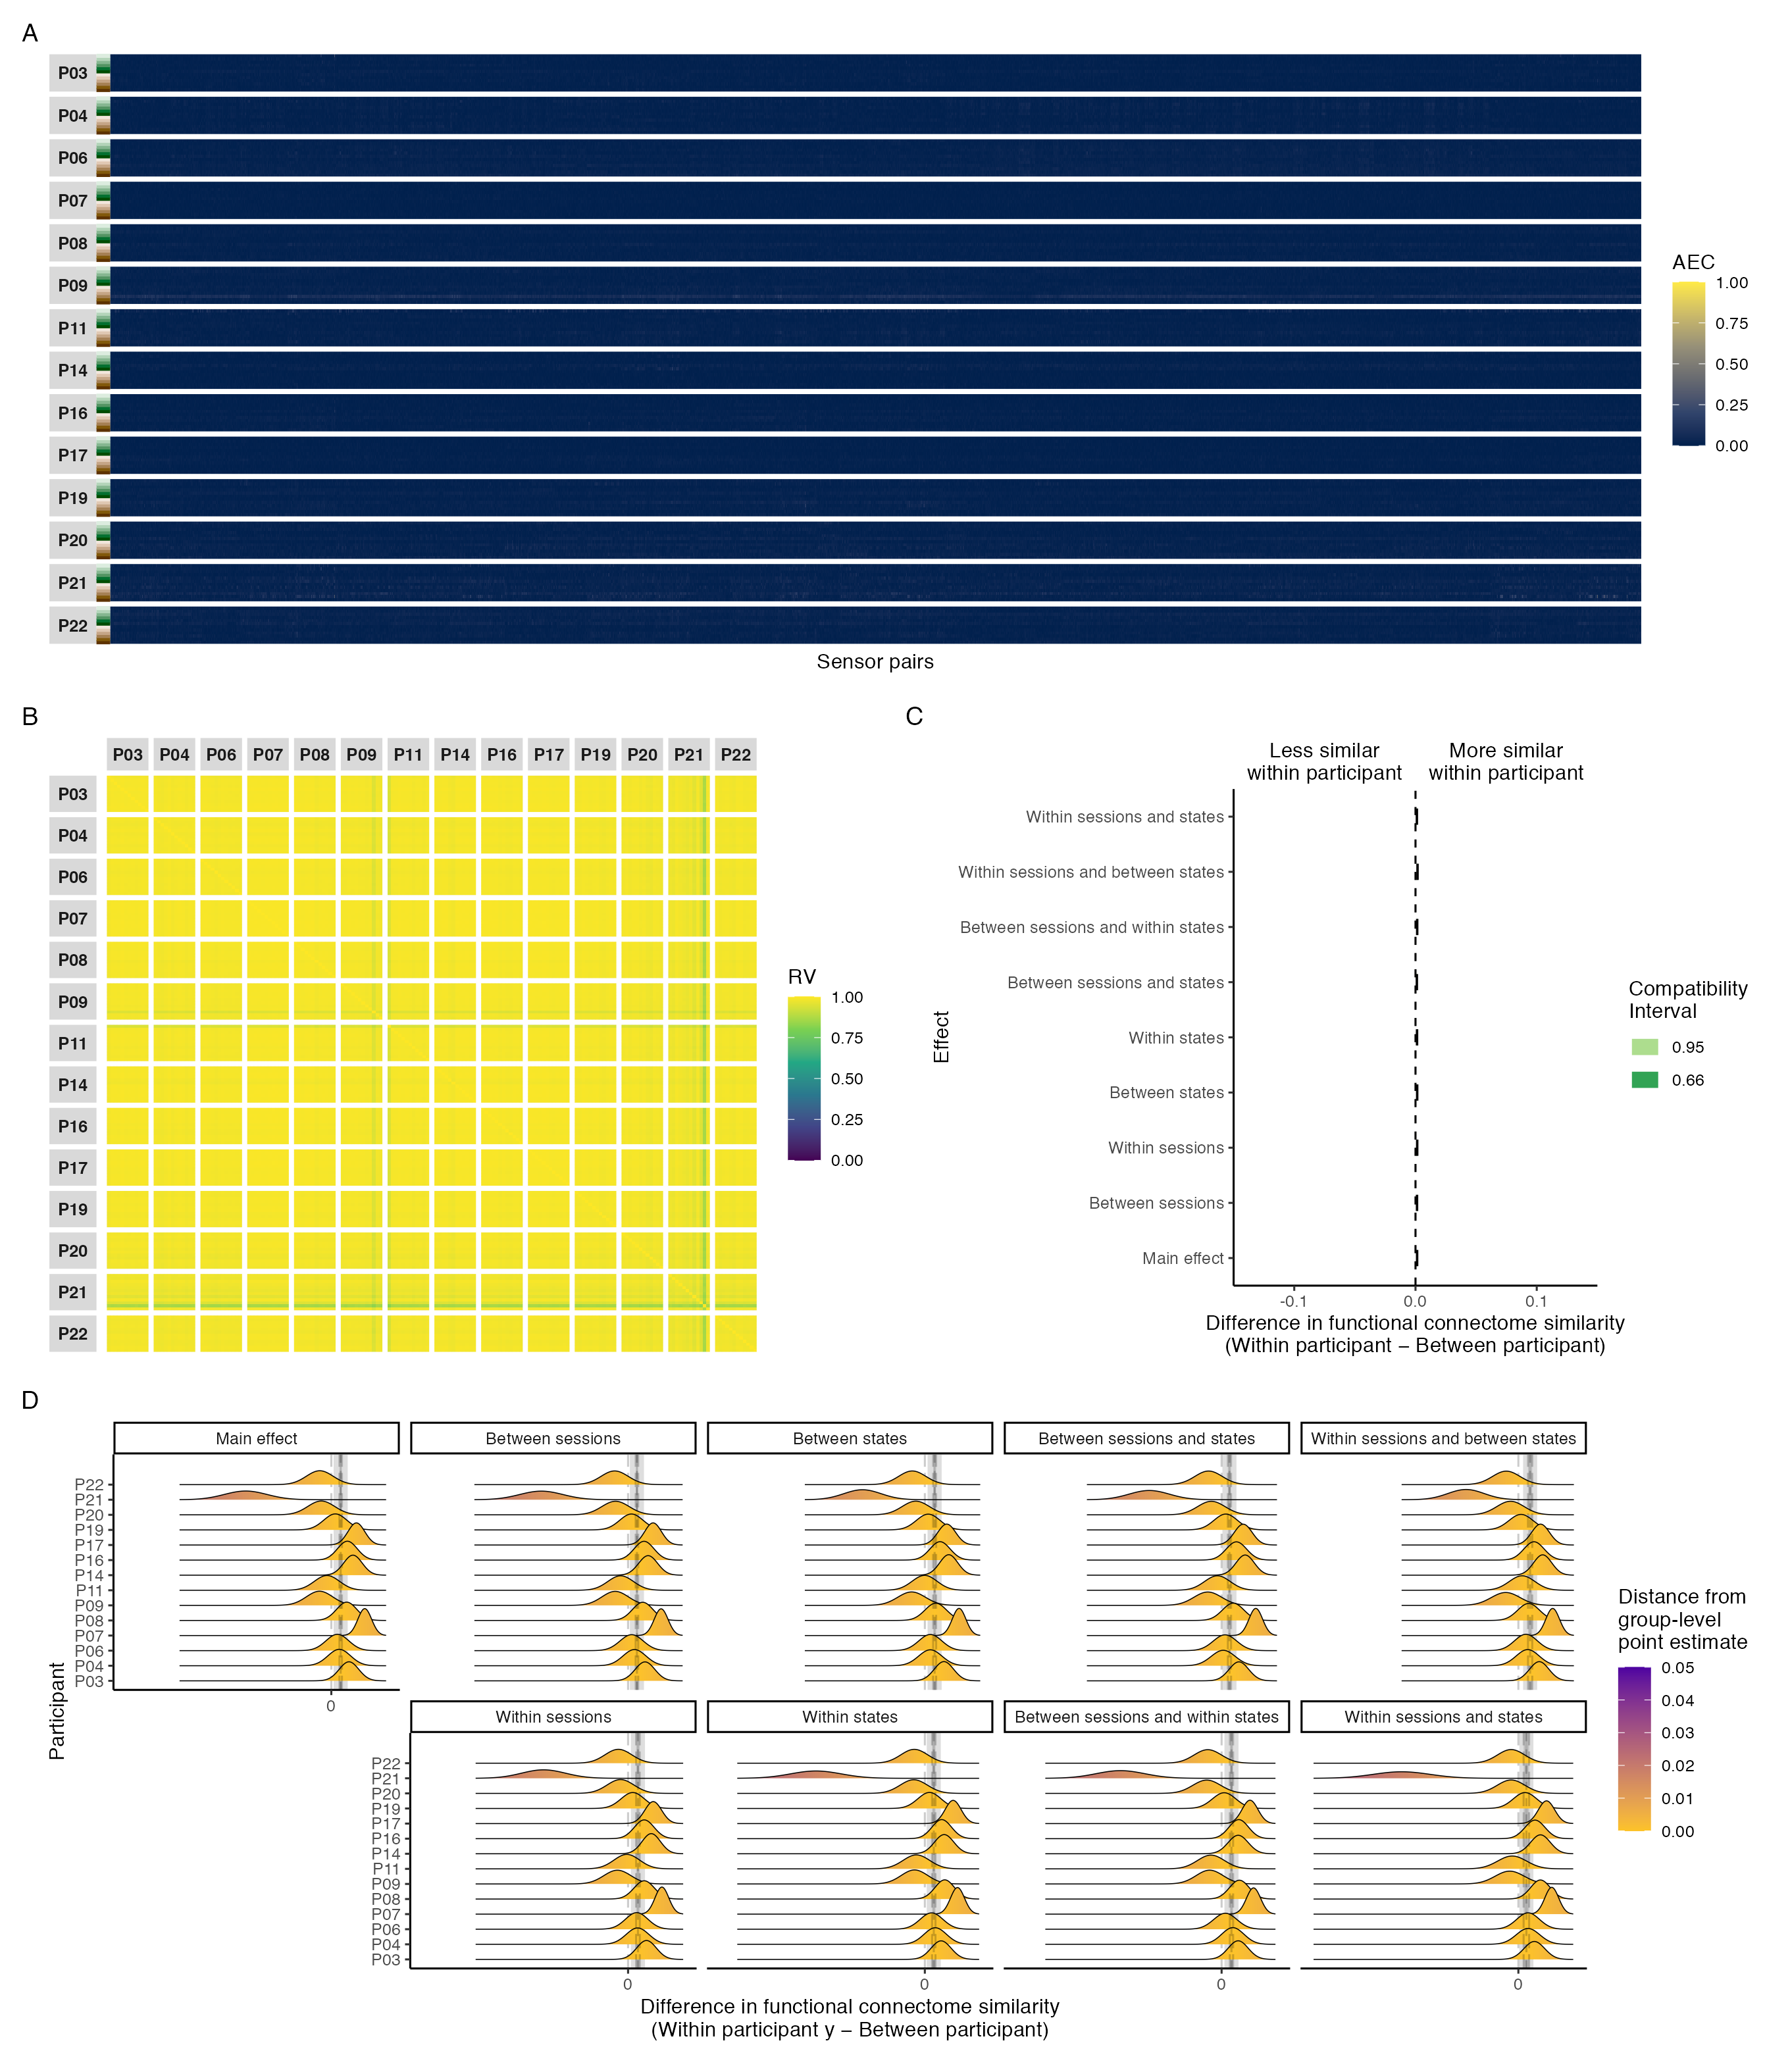 A
P03
P04
P06
P07
P08
P09
P11
P14
P16
P17
P19
P20
P21
P22
Sensor pairs
AEC
1.00
0.75
0.50
0.25
0.00
B
P03 P04 P06 P07 P08 P09 P11 P14 P16 P17 P19 P20 P21 P22
P03
P04
P06
P07
P08
P09
P11
P14
P16
P17
P19
P20
P21
P22
RV
1.00
0.75
0.50
0.25
0.00
C
Less similar
within participant
More similar
within participant
Effect
Within sessions and states
Within sessions and between states
Between sessions and within states
Between sessions and states
Within states
Between states
Within sessions
Between sessions
Main effect
-0.1 0.0 0.1
Difference in functional connectome similarity
(Within participant – Between participant)
Compatibility
Interval
0.95
0.66
D
Main effect
Between sessions
Between states
Between sessions and states
Within sessions and between states
Participant
P22
P21
P20
P19
P17
P16
P14
P11
P09
P08
P07
P06
P04
P03
0
Within sessions
Within states
Between sessions and within states
Within sessions and states
P22
P21
P20
P19
P17
P16
P14
P11
P09
P08
P07
P06
P04
P03
0 0 0 0
Difference in functional connectome similarity
(Within participant y – Between participant)
Distance from
group-level
point estimate
0.05
0.04
0.03
0.02
0.01
0.00